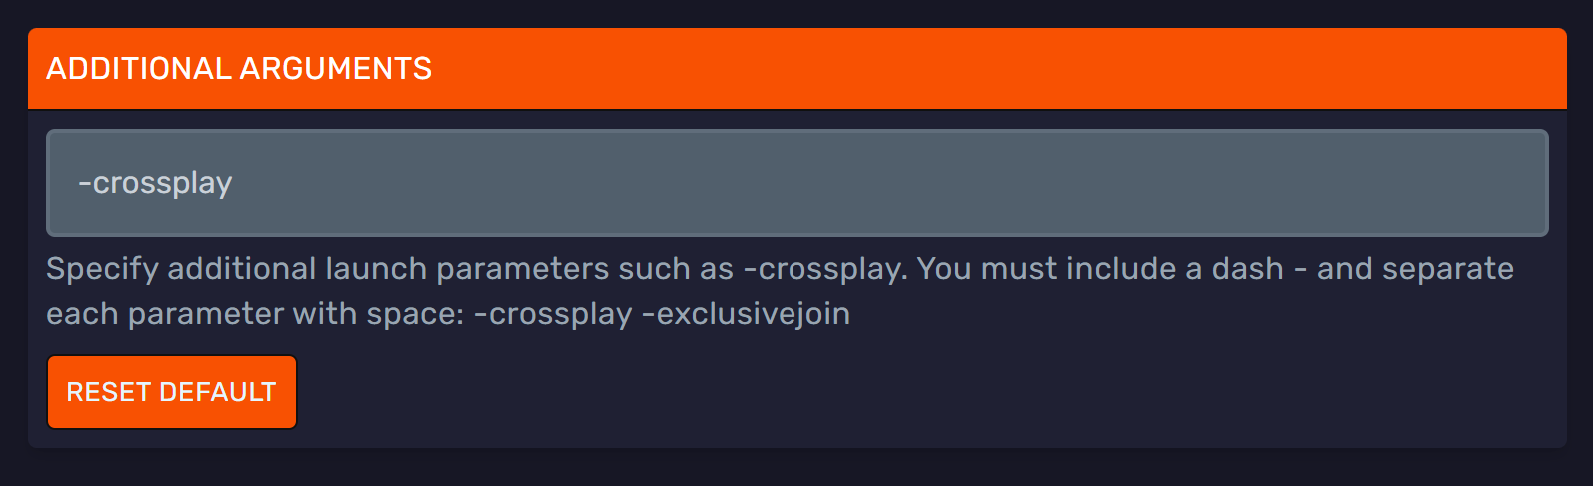 ADDITIONAL ARGUMENTS
-crossplay
Specify additional launch parameters such as -crossplay. You must include a dash - and separate
each parameter with space: -crossplay -exclusivejoin
RESET DEFAULT